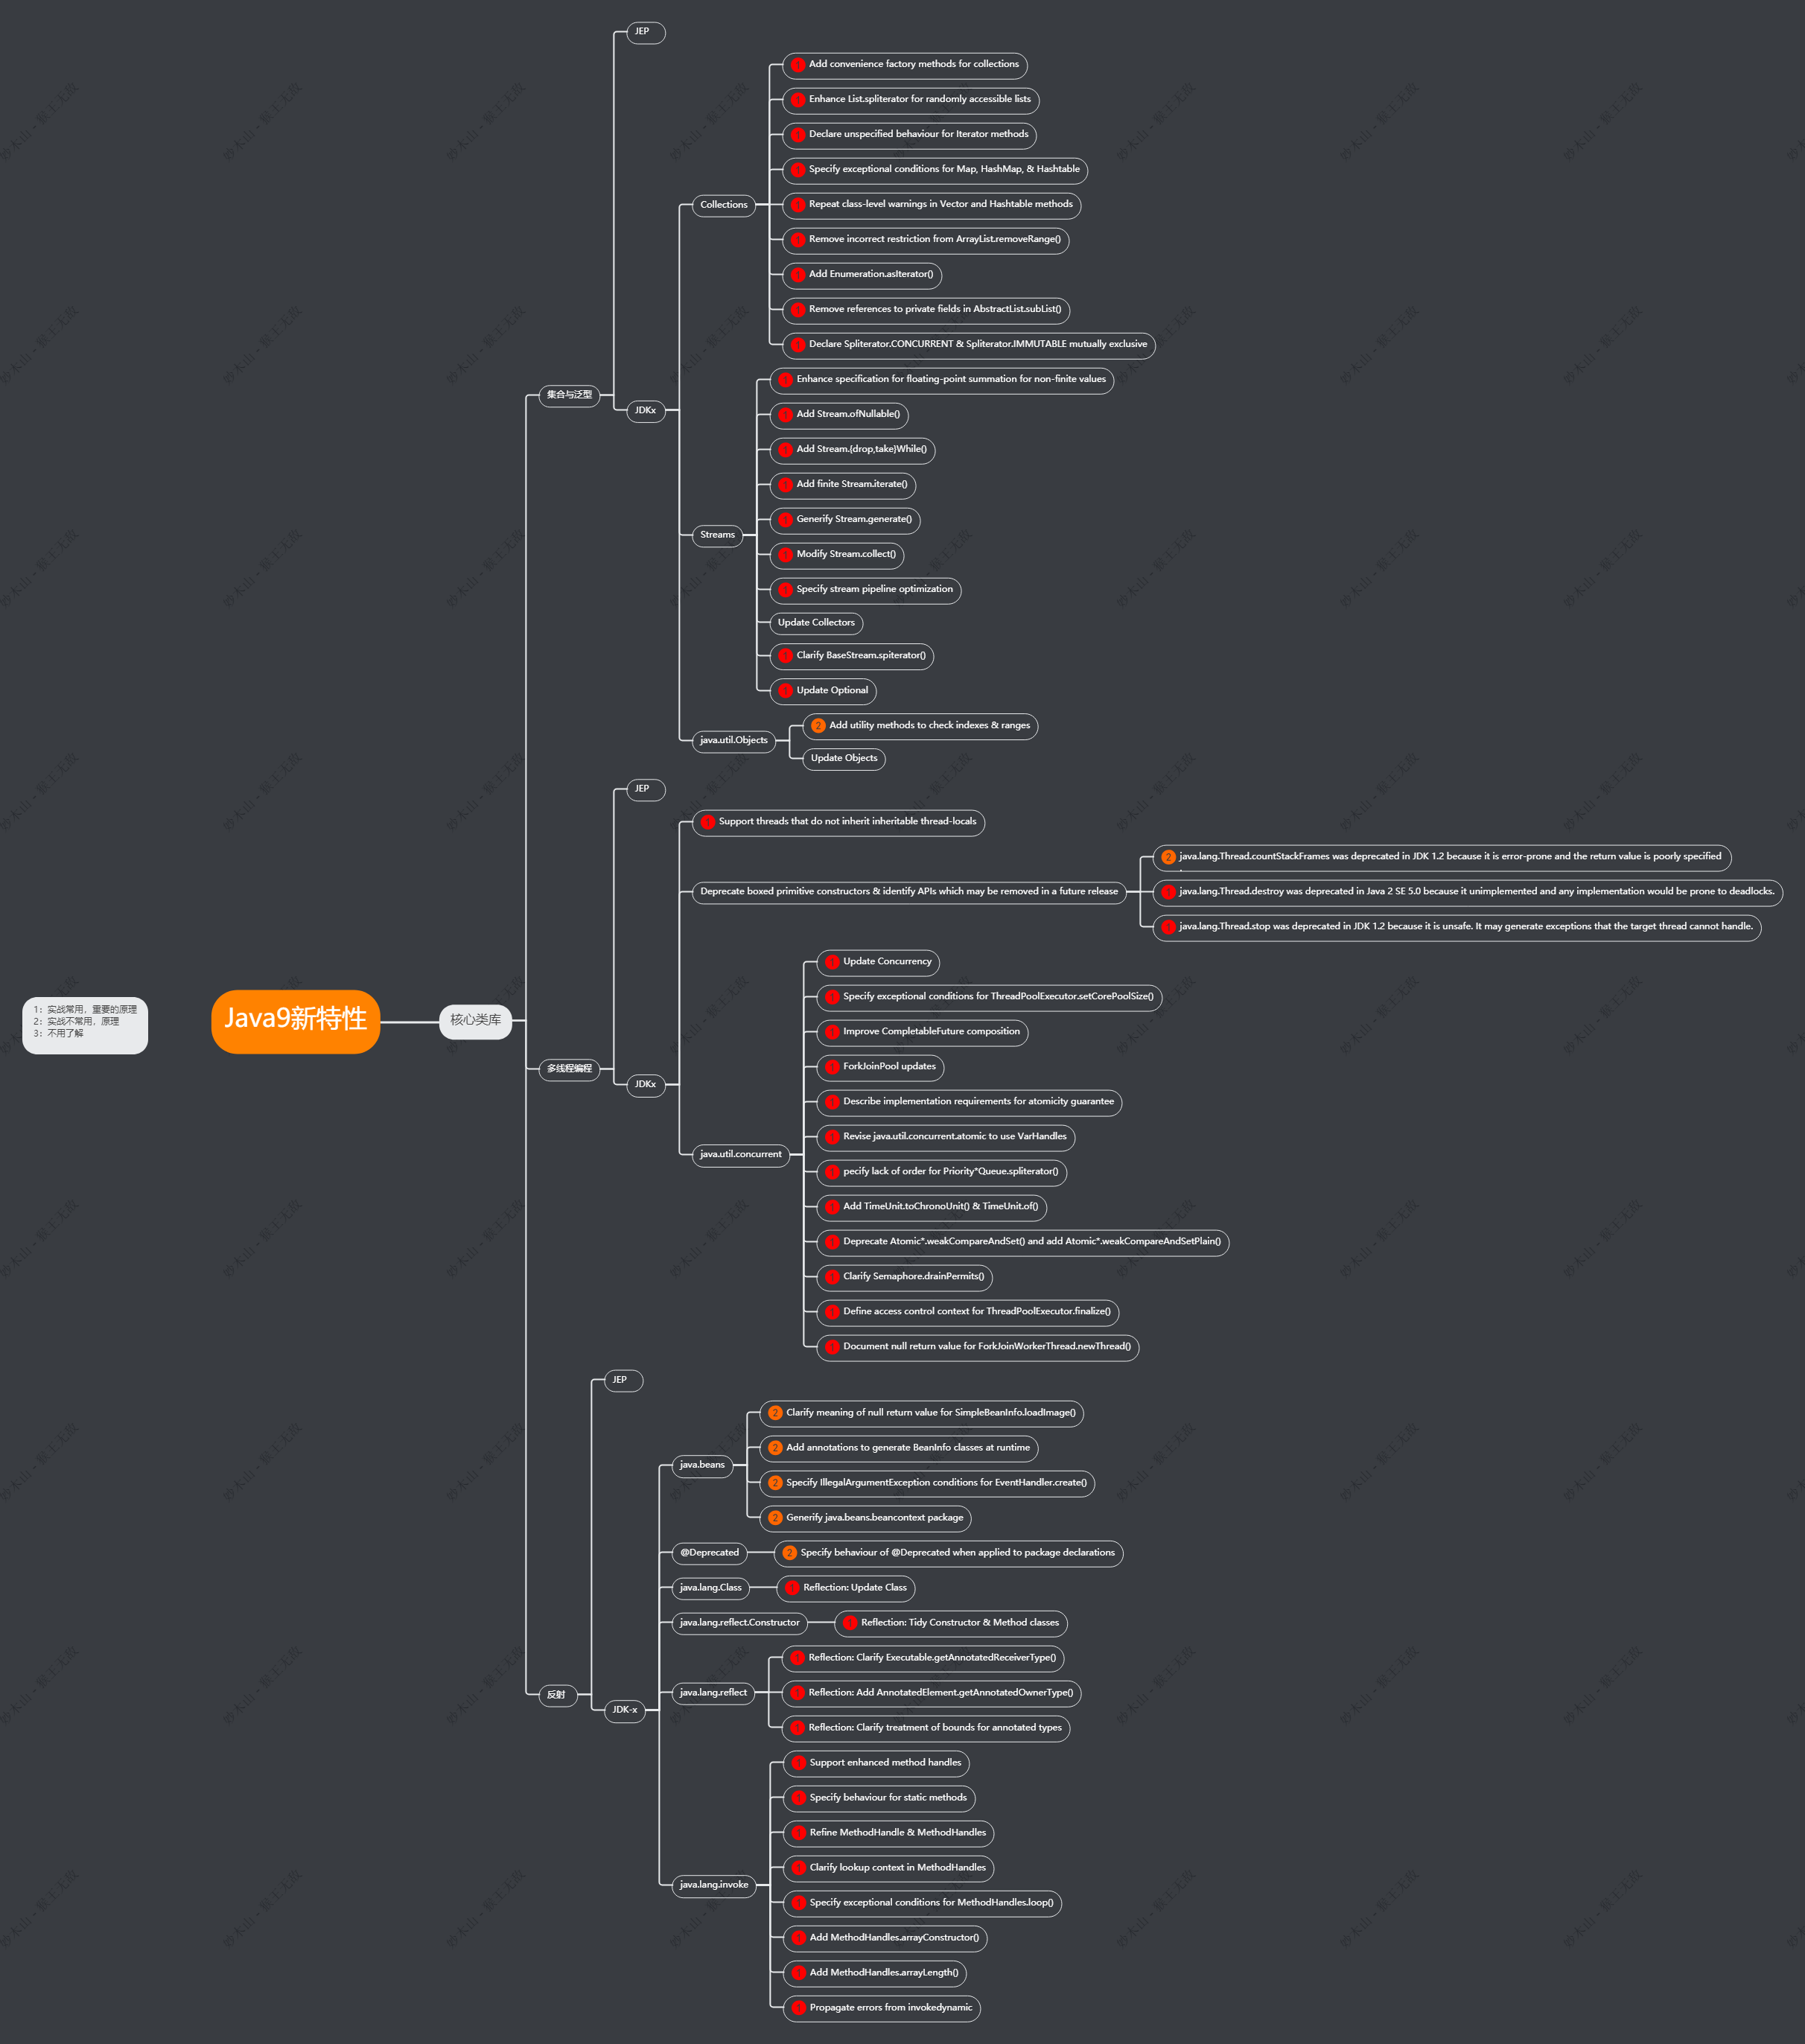 1：实战常用，重要的原理
2：实战不常用，原理
3：不用了解
Java9新特性
核心类库
集合与泛型
JEP
JDKx
Collections
1 Add convenience factory methods for collections
1 Enhance List.spliterator for randomly accessible lists
1 Declare unspecified behaviour for Iterator methods
1 Specify exceptional conditions for Map, HashMap, & Hashtable
1 Repeat class-level warnings in Vector and Hashtable methods
1 Remove incorrect restriction from ArrayList.removeRange()
1 Add Enumeration.asIterator()
1 Remove references to private fields in AbstractList.subList()
1 Declare Spliterator.CONCURRENT & Spliterator.IMMUTABLE mutually exclusive
Streams
1 Enhance specification for floating-point summation for non-finite values
1 Add Stream.ofNullable()
1 Add Stream.{drop,take}While()
1 Add finite Stream.iterate()
1 Generify Stream.generate()
1 Modify Stream.collect()
1 Specify stream pipeline optimization
Update Collectors
1 Clarify BaseStream.spiterator()
1 Update Optional
java.util.Objects
2 Add utility methods to check indexes & ranges
Update Objects
多线程编程
JEP
JDKx
1 Support threads that do not inherit inheritable thread-locals
Deprecate boxed primitive constructors & identify APIs which may be removed in a future release
2 java.lang.Thread.countStackFrames was deprecated in JDK 1.2 because it is error-prone and the return value is poorly specified
.
1 java.lang.Thread.destroy was deprecated in Java 2 SE 5.0 because it unimplemented and any implementation would be prone to deadlocks.
1 java.lang.Thread.stop was deprecated in JDK 1.2 because it is unsafe. It may generate exceptions that the target thread cannot handle.
java.util.concurrent
1 Update Concurrency
1 Specify exceptional conditions for ThreadPoolExecutor.setCorePoolSize()
1 Improve CompletableFuture composition
1 ForkJoinPool updates
1 Describe implementation requirements for atomicity guarantee
1 Revise java.util.concurrent.atomic to use VarHandles
1 pecify lack of order for Priority*Queue.spliterator()
1 Add TimeUnit.toChronoUnit() & TimeUnit.of()
1 Deprecate Atomic*.weakCompareAndSet() and add Atomic*.weakCompareAndSetPlain()
1 Clarify Semaphore.drainPermits()
1 Define access control context for ThreadPoolExecutor.finalize()
1 Document null return value for ForkJoinWorkerThread.newThread()
反射
JEP
JDK-x
java.beans
2 Clarify meaning of null return value for SimpleBeanInfo.loadImage()
2 Add annotations to generate BeanInfo classes at runtime
2 Specify IllegalArgumentException conditions for EventHandler.create()
2 Generify java.beans.beancontext package
@Deprecated
2 Specify behaviour of @Deprecated when applied to package declarations
java.lang.Class
1 Reflection: Update Class
java.lang.reflect.Constructor
1 Reflection: Tidy Constructor & Method classes
java.lang.reflect
1 Reflection: Clarify Executable.getAnnotatedReceiverType()
1 Reflection: Add AnnotatedElement.getAnnotatedOwnerType()
1 Reflection: Clarify treatment of bounds for annotated types
java.lang.invoke
1 Support enhanced method handles
1 Specify behaviour for static methods
1 Refine MethodHandle & MethodHandles
1 Clarify lookup context in MethodHandles
1 Specify exceptional conditions for MethodHandles.loop()
1 Add MethodHandles.arrayConstructor()
1 Add MethodHandles.arrayLength()
1 Propagate errors from invokedynamic